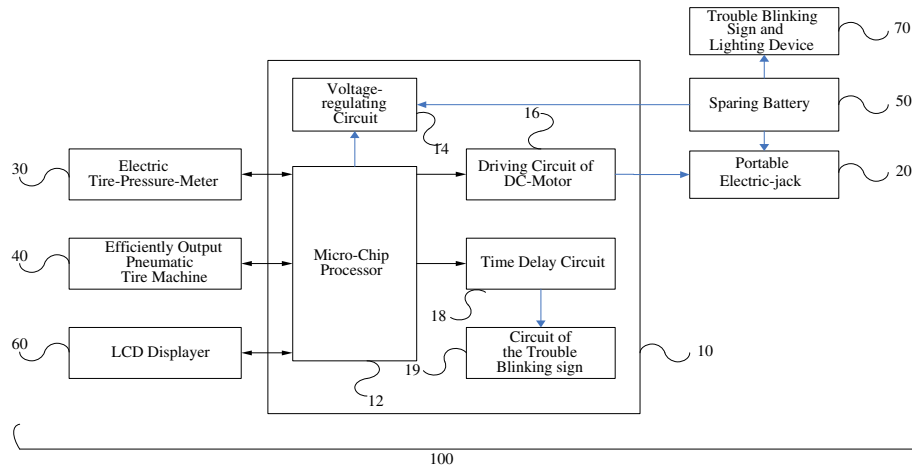 Trouble Blinking
Sign and
Lighting Device
70
Voltage-
regulating
Circuit
14
16
Sparing Battery
50
30
Electric
Tire-Pressure-Meter
Driving Circuit of
DC-Motor
Portable
Electric-jack
20
40
Efficiently Output
Pneumatic
Tire Machine
Micro-Chip
Processor
Time Delay Circuit
18
60
LCD Displayer
Circuit of
the Trouble
Blinking sign
19
10
12
100